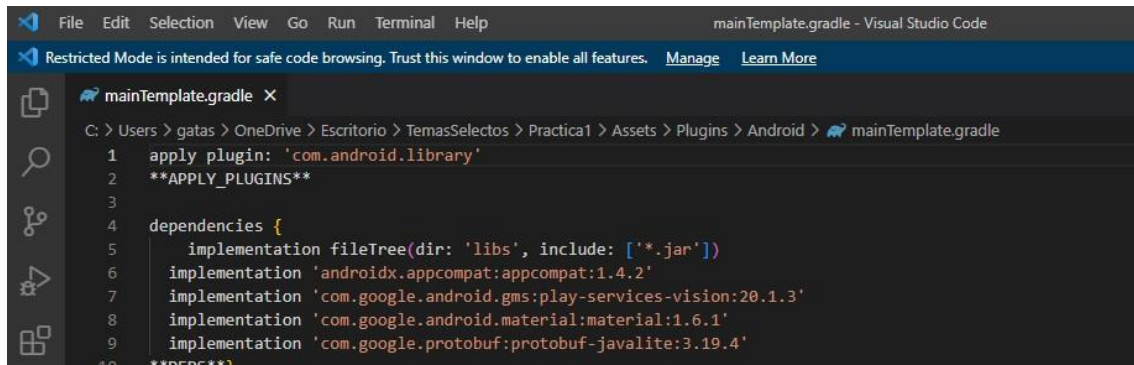 File Edit Selection View Go Run Terminal Help mainTemplate.gradle - Visual Studio Code
Restricted Mode is intended for safe code browsing. Trust this window to enable all features. Manage Learn More
mainTemplate.gradle
C: > Users > gatas > OneDrive > Escritorio > TemasSelectos > Practica1 > Assets > Plugins > Android > mainTemplate.gradle
1 apply plugin: 'com.android.library'
2 **APPLY_PLUGINS**
3
4 dependencies {
5 implementation fileTree(dir: 'libs', include: ['*.jar'])
6 implementation 'androidx.appcompat:appcompat:1.4.2'
7 implementation 'com.google.android.gms:play-services-vision:20.1.3'
8 implementation 'com.google.android.material:material:1.6.1'
9 implementation 'com.google.protobuf:protobuf-javalite:3.19.4'
10 **DEPS**}